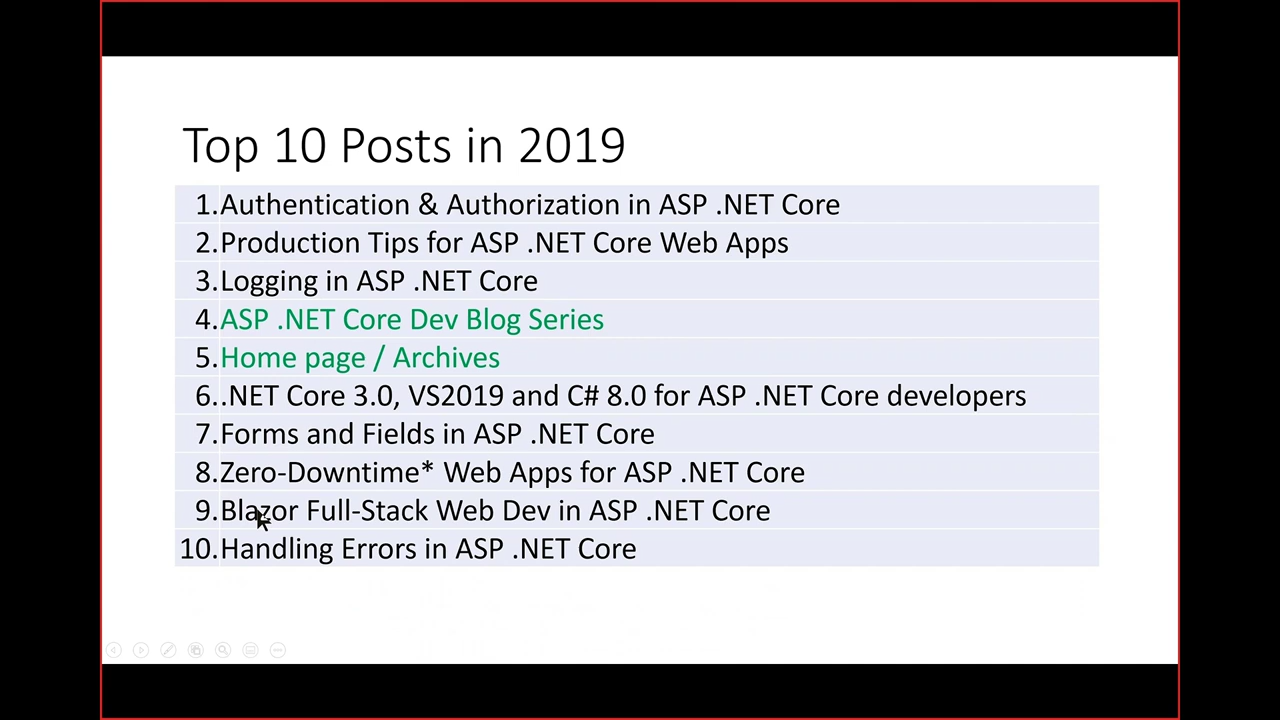 Top 10 Posts in 2019
1. Authentication & Authorization in ASP .NET Core
2. Production Tips for ASP .NET Core Web Apps
3. Logging in ASP .NET Core
4. ASP .NET Core Dev Blog Series
5. Home page / Archives
6. .NET Core 3.0, VS2019 and C# 8.0 for ASP .NET Core developers
7. Forms and Fields in ASP .NET Core
8. Zero-Downtime* Web Apps for ASP .NET Core
9. Blazor Full-Stack Web Dev in ASP .NET Core
10. Handling Errors in ASP .NET Core